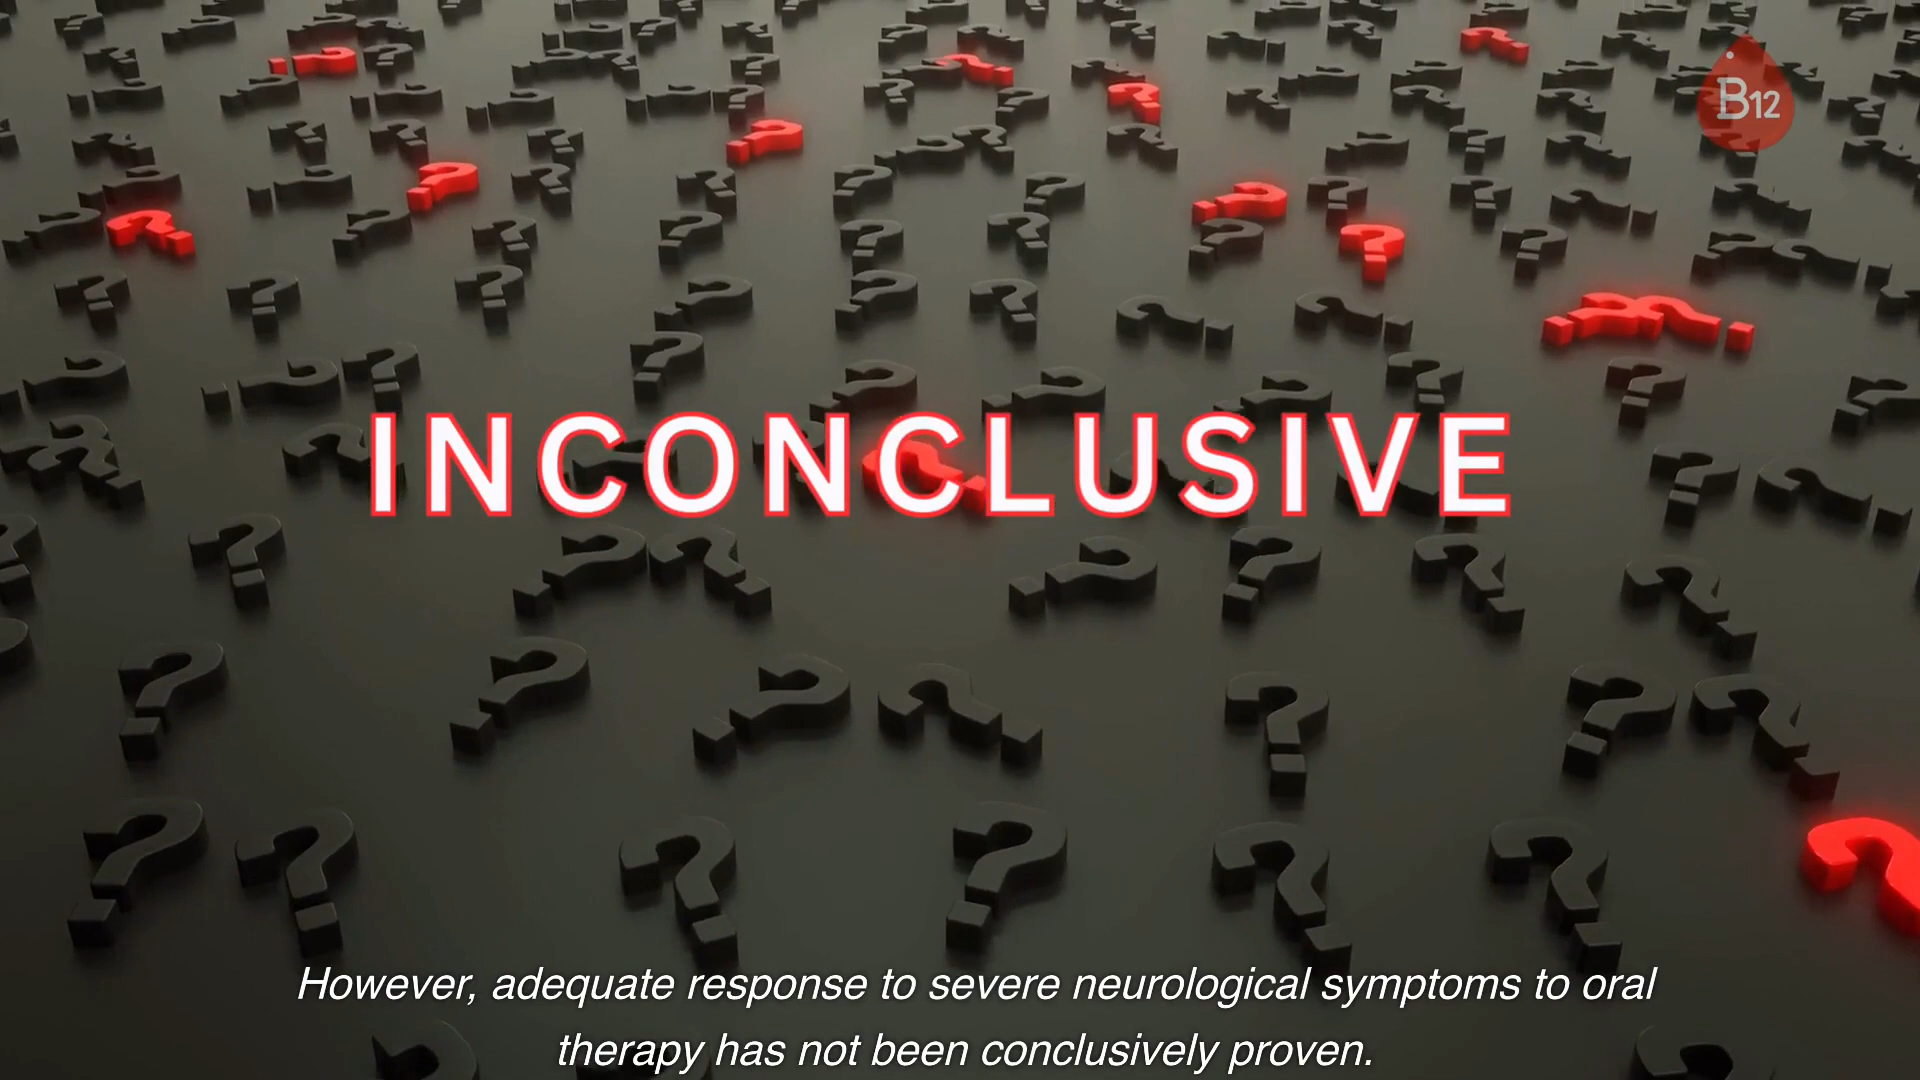 B12
INCONCLUSIVE
However, adequate response to severe neurological symptoms to oral
therapy has not been conclusively proven.